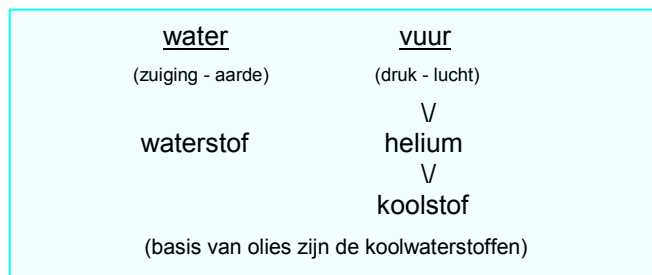 water vuur
(zuiging - aarde) (druk - lucht)
\/
waterstof helium
\/
koolstof
(basis van olies zijn de koolwaterstoffen)